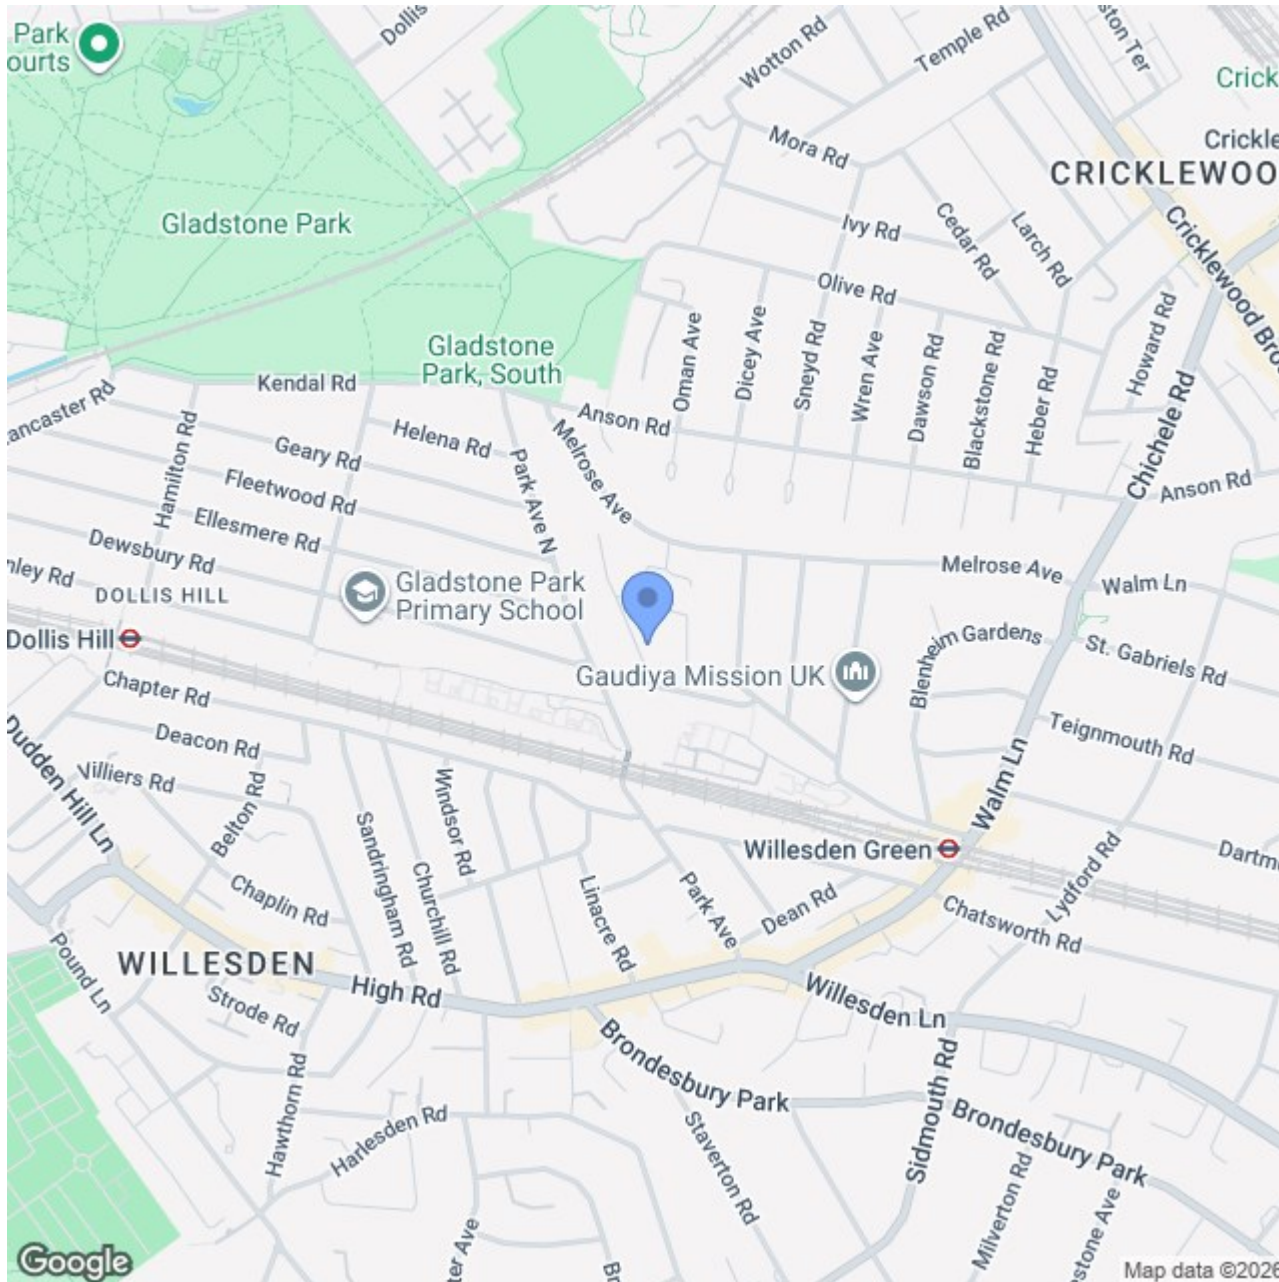 Park
ourts
Dollis
Wotton Rd
Temple Rd
ston Ter
Crick
Crickle
CRICKLEWOO
Mora Rd
Gladstone Park
Ivy Rd
Cedar Rd
Larch Rd
Cricklewood Bro
Olive Rd
Howard Rd
Gladstone
Park, South
Oman Ave
Dicey Ave
Sneyd Rd
Wren Ave
Dawson Rd
Blackstone Rd
Heber Rd
Chichele Rd
Kendal Rd
ancaster Rd
Hamilton Rd
Helena Rd
Geary Rd
Park Ave N
Melrose Ave
Anson Rd
Anson Rd
Fleetwood Rd
Ellesmere Rd
Dewsbury Rd
nley Rd
DOLLIS HILL
Gladstone Park
Primary School
Melrose Ave
Walm Ln
Dollis Hill
Gaudiya Mission UK
Blenheim Gardens
St. Gabriels Rd
Chapter Rd
Deacon Rd
Teignmouth Rd
Dudden Hill Ln
Villiers Rd
Belton Rd
Windsor Rd
Walm Ln
Sandringham Rd
Churchill Rd
Willesden Green
Dartm
Lydford Rd
Chaplin Rd
Linacre Rd
Park Ave
Dean Rd
Chatsworth Rd
Pound Ln
WILLESDEN
High Rd
Strode Rd
Willesden Ln
Hawthorn Rd
Brondesbury Park
Sidmouth Rd
Brondesbury Park
Harlesden Rd
Staverton Rd
Milverton Rd
stone Ave
ter Ave
Br
Google
Map data ©2026